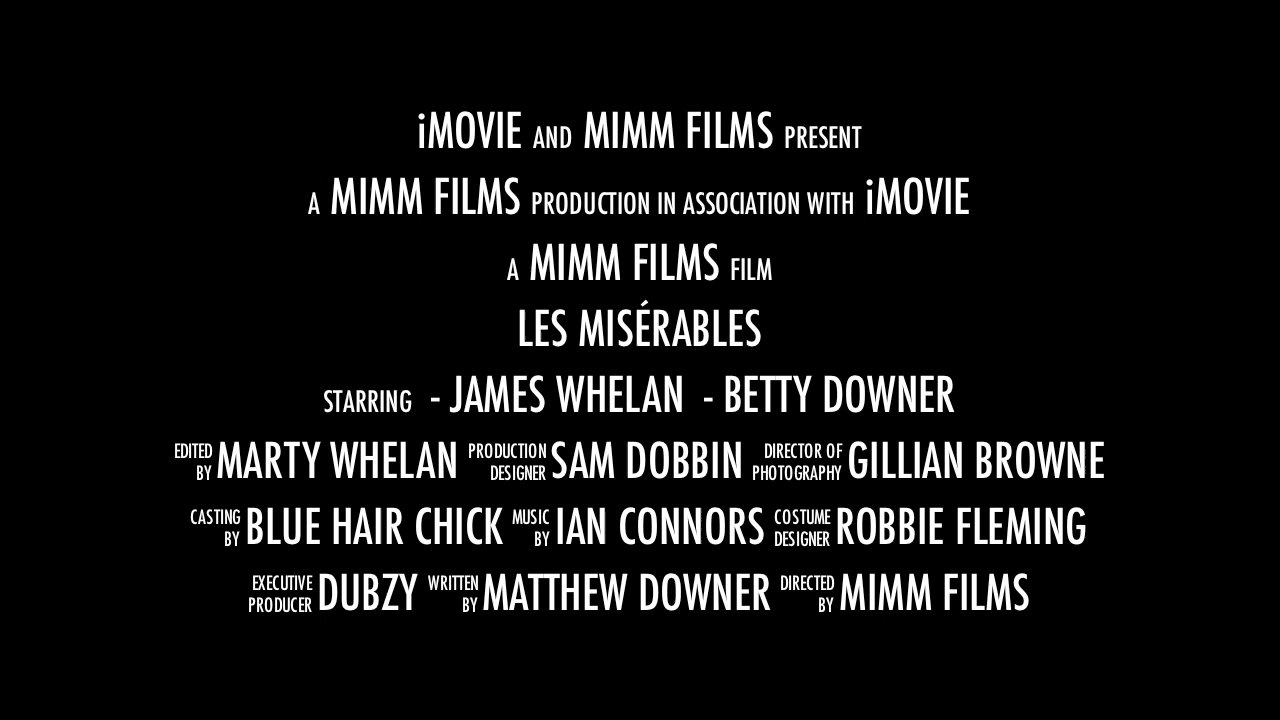 iMOVIE AND MIMM FILMS PRESENT
A MIMM FILMS PRODUCTION IN ASSOCIATION WITH iMOVIE
A MIMM FILMS FILM
LES MISÉRABLES
STARRING - JAMES WHELAN - BETTY DOWNER
EDITED BY MARTY WHELAN PRODUCTION DESIGNER SAM DOBBIN DIRECTOR OF PHOTOGRAPHY GILLIAN BROWNE
CASTING BY BLUE HAIR CHICK MUSIC BY IAN CONNORS COSTUME DESIGNER ROBBIE FLEMING
EXECUTIVE PRODUCER DUBZY WRITTEN BY MATTHEW DOWNER DIRECTED BY MIMM FILMS